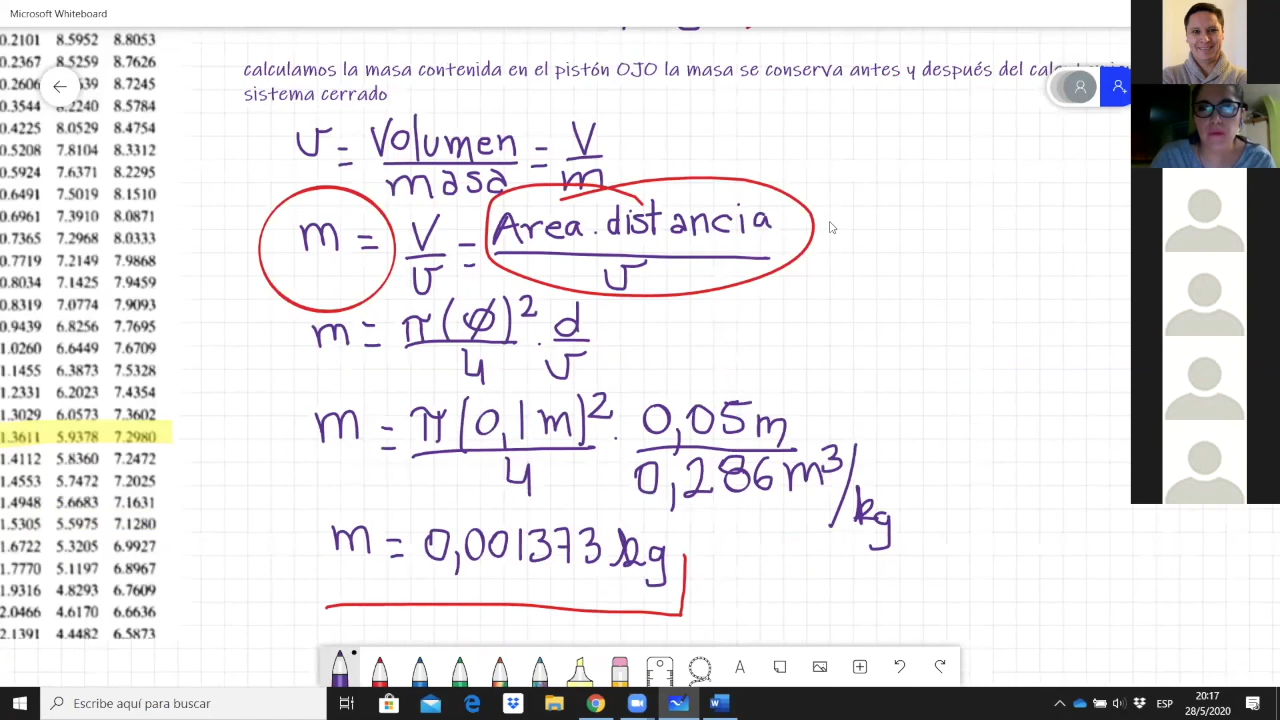 Microsoft Whiteboard
0.2101 8.5952 8.8053
0.2367 8.5259 8.7626
0.2606 8.7245
0.3544 8.2240 8.5784
0.4225 8.0529 8.4754
0.5208 7.8104 8.3312
0.5924 7.6371 8.2295
0.6491 7.5019 8.1510
0.6961 7.3910 8.0871
0.7365 7.2968 8.0333
0.7719 7.2149 7.9868
0.8034 7.1425 7.9459
0.8319 7.0774 7.9093
0.9439 6.8256 7.7695
1.0260 6.6449 7.6709
1.1455 6.3873 7.5328
1.2331 6.2023 7.4354
1.3029 6.0573 7.3602
1.3611 5.9378 7.2980
1.4112 5.8360 7.2472
1.4553 5.7472 7.2025
1.4948 5.6683 7.1631
1.5305 5.5975 7.1280
1.6722 5.3205 6.9927
1.7770 5.1197 6.8967
1.9316 4.8293 6.7609
2.0466 4.6170 6.6636
2.1391 4.4482 6.5873
calculamos la masa contenida en el pistón OJO la masa se conserva antes y después del
sistema cerrado
v = Volumen/masa = V/m
m = V/v = Area . distancia/v
m = π(φ)²/4 . d/v
m = π(0,1m)²/4 . 0,05m/0,286 m³/kg
m = 0,001373 kg
A
Escribe aquí para buscar
ESP
20:17
28/5/2020